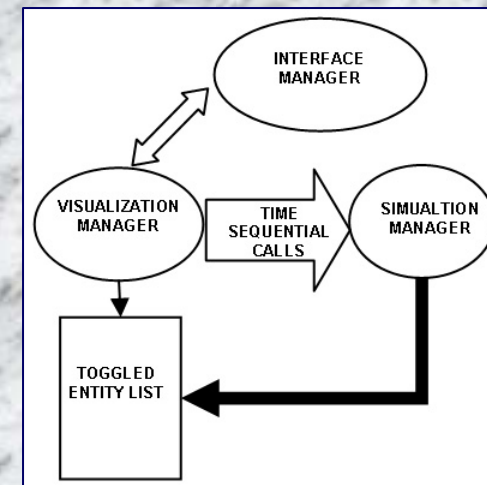 INTERFACE
MANAGER
VISUALIZATION
MANAGER
TIME
SEQUENTIAL
CALLS
SIMUALTION
MANAGER
TOGGLED
ENTITY LIST